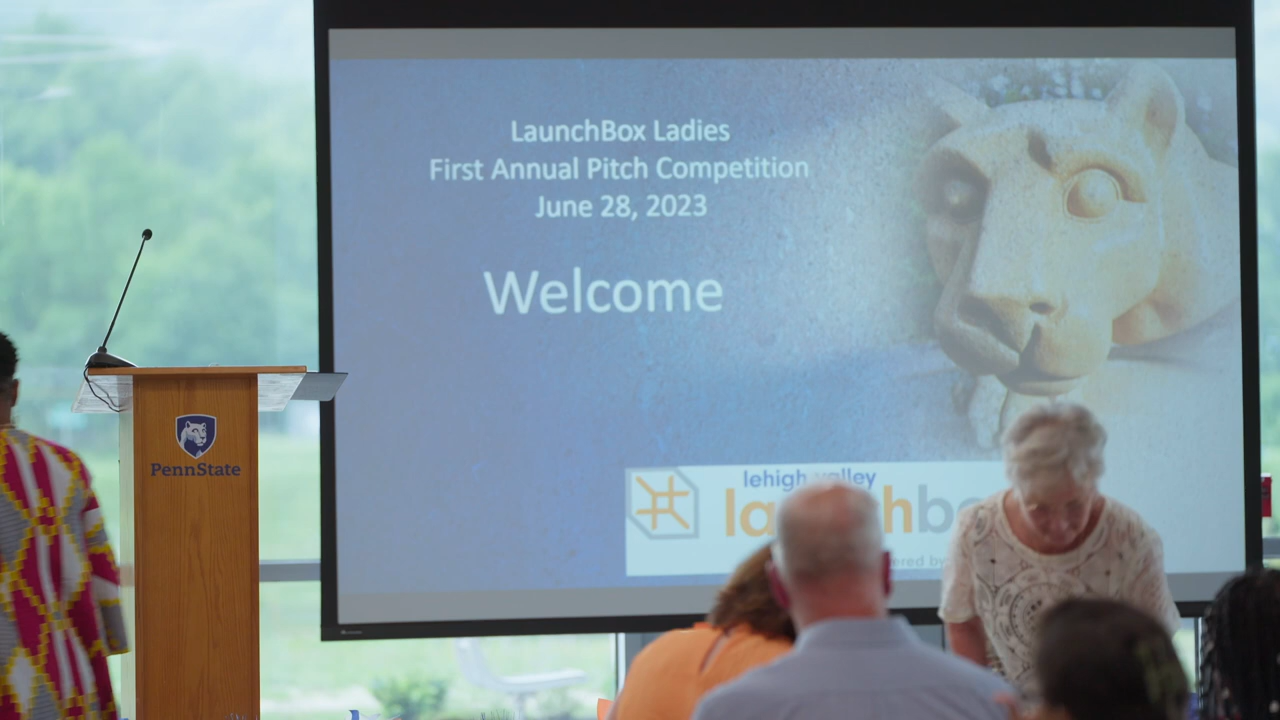 LaunchBox Ladies
First Annual Pitch Competition
June 28, 2023
Welcome
PennState
lehigh valley